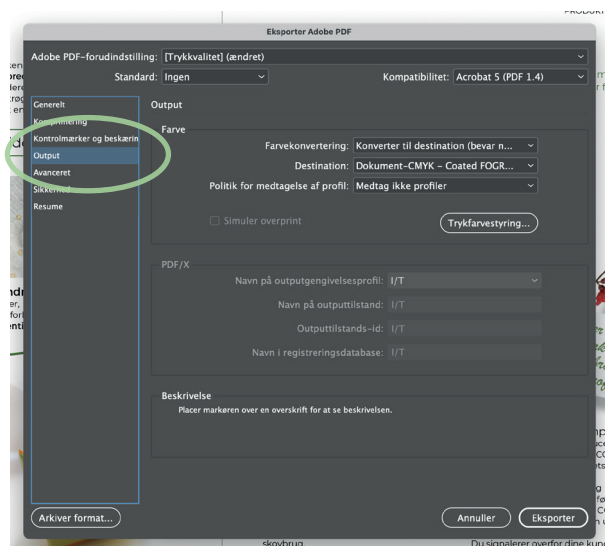 Eksporter Adobe PDF
Adobe PDF-forudindstilling: [Trykkvalitet] (ændret)
Standard: Ingen
Kompatibilitet: Acrobat 5 (PDF 1.4)
Generelt
Komprimering
Kontrolmærker og beskærin
Output
Avanceret
Sikkerhed
Resume
Output
Farve
Farvekonvertering: Konverter til destination (bevar n...
Destination: Dokument-CMYK – Coated FOGR...
Politik for medtagelse af profil: Medtag ikke profiler
Simuler overprint
Trykfarvestyring...
PDF/X
Navn på outputgengivelsesprofil: I/T
Navn på outputtilstand: I/T
Outputtilstands-id: I/T
Navn i registreringsdatabase: I/T
Beskrivelse
Placer markøren over en overskrift for at se beskrivelsen.
Arkiver format...
Annuller
Eksporter
skovbrug
Du signalerer overfor dine kun